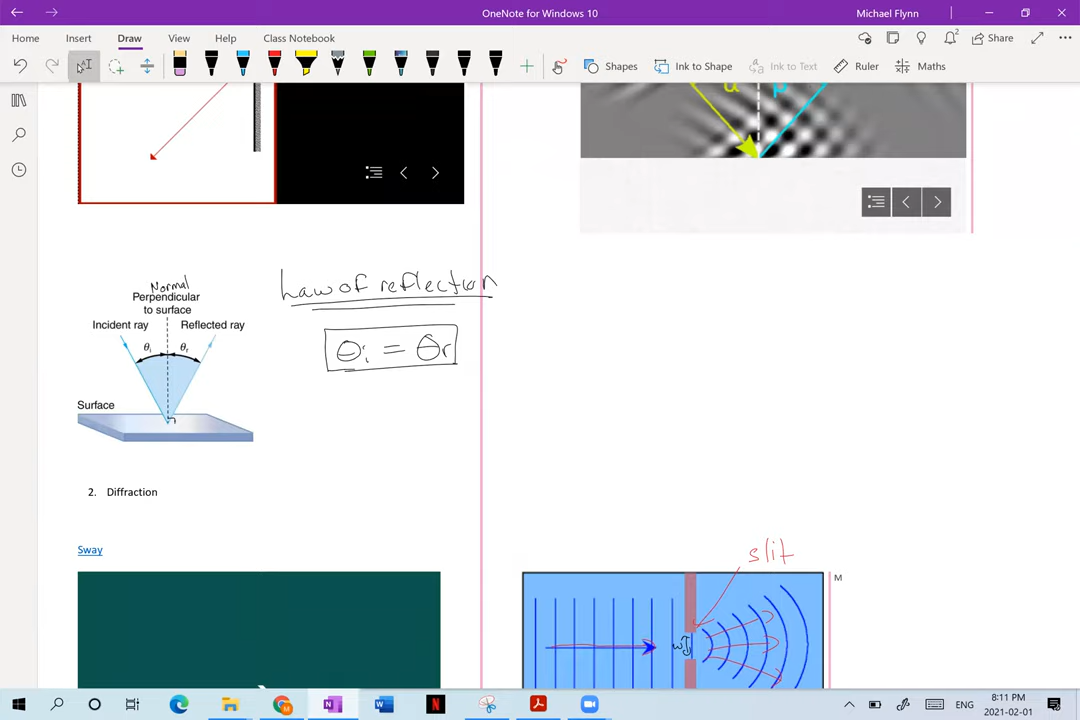 OneNote for Windows 10
Michael Flynn
Home Insert Draw View Help Class Notebook
2 Share
Shapes Ink to Shape Ink to Text Ruler Maths
α β
Law of reflection
θi = θr
Normal
Perpendicular
to surface
Incident ray Reflected ray
θi θr
Surface
2. Diffraction
Sway
slit
M
w
ENG
8:11 PM
2021-02-01